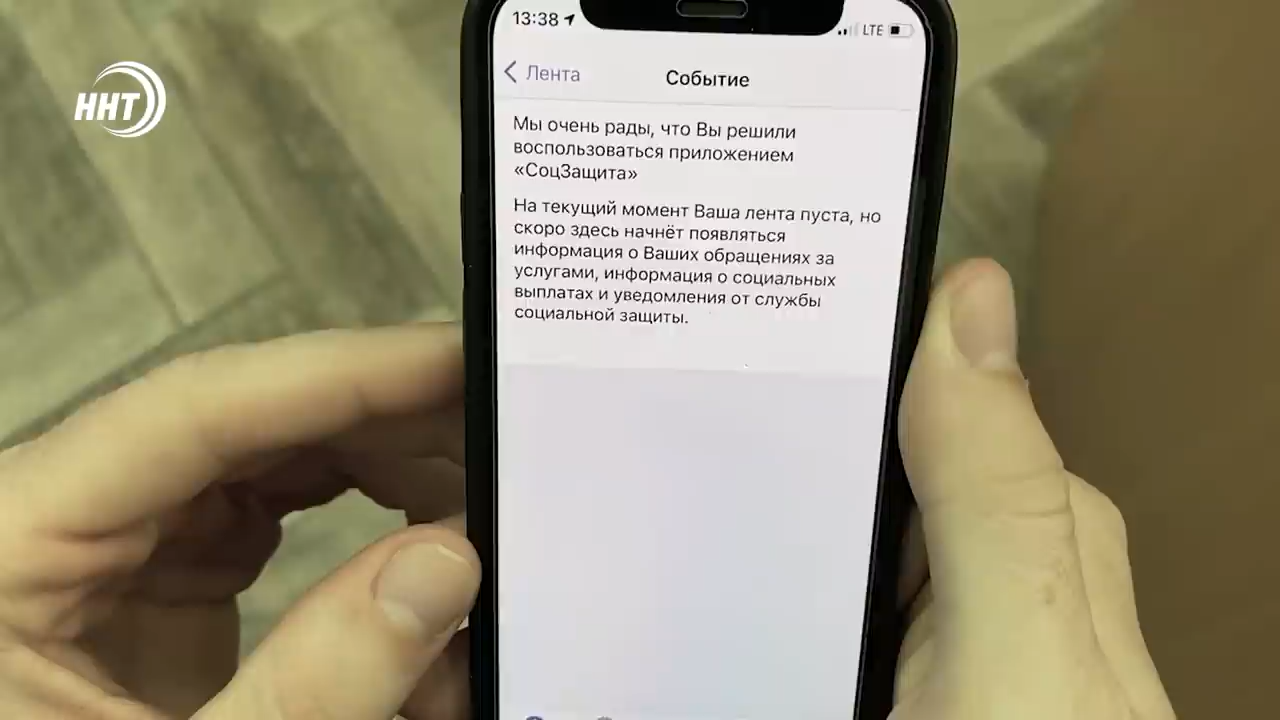 ННТ
13:38
LTE
Лента
Событие
Мы очень рады, что Вы решили
воспользоваться приложением
«СоцЗащита»
На текущий момент Ваша лента пуста, но
скоро здесь начнёт появляться
информация о Ваших обращениях за
услугами, информация о социальных
выплатах и уведомления от службы
социальной защиты.